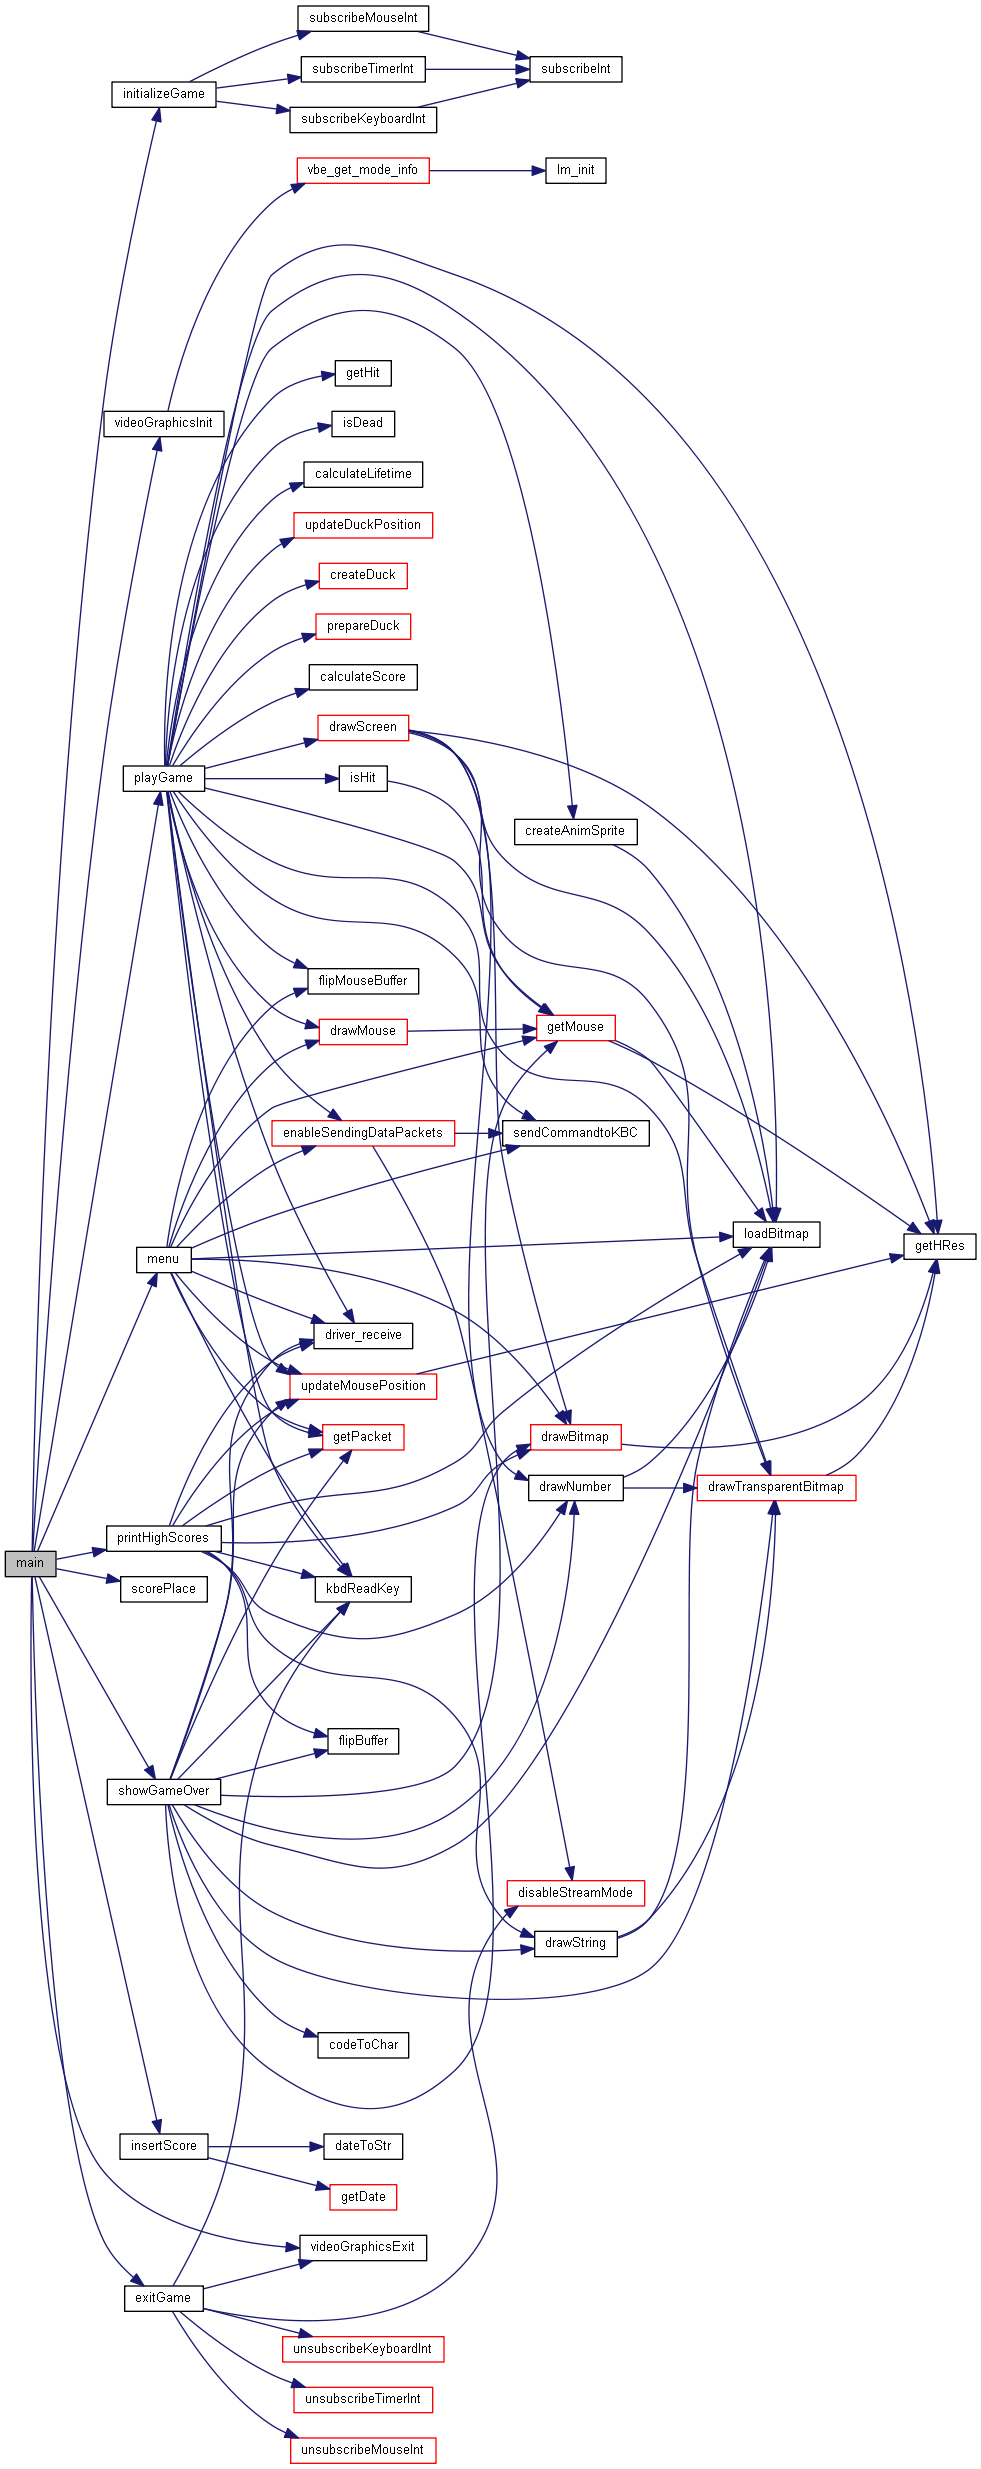 subscribeMouseInt
subscribeTimerInt
subscribeInt
initializeGame
subscribeKeyboardInt
vbe_get_mode_info
lm_init
getHit
videoGraphicsInit
isDead
calculateLifetime
updateDuckPosition
createDuck
prepareDuck
calculateScore
drawScreen
playGame
isHit
createAnimSprite
flipMouseBuffer
drawMouse
getMouse
enableSendingDataPackets
sendCommandtoKBC
loadBitmap
getHRes
menu
driver_receive
updateMousePosition
getPacket
drawBitmap
drawNumber
drawTransparentBitmap
printHighScores
main
scorePlace
kbdReadKey
flipBuffer
showGameOver
disableStreamMode
drawString
codeToChar
insertScore
dateToStr
getDate
videoGraphicsExit
exitGame
unsubscribeKeyboardInt
unsubscribeTimerInt
unsubscribeMouseInt